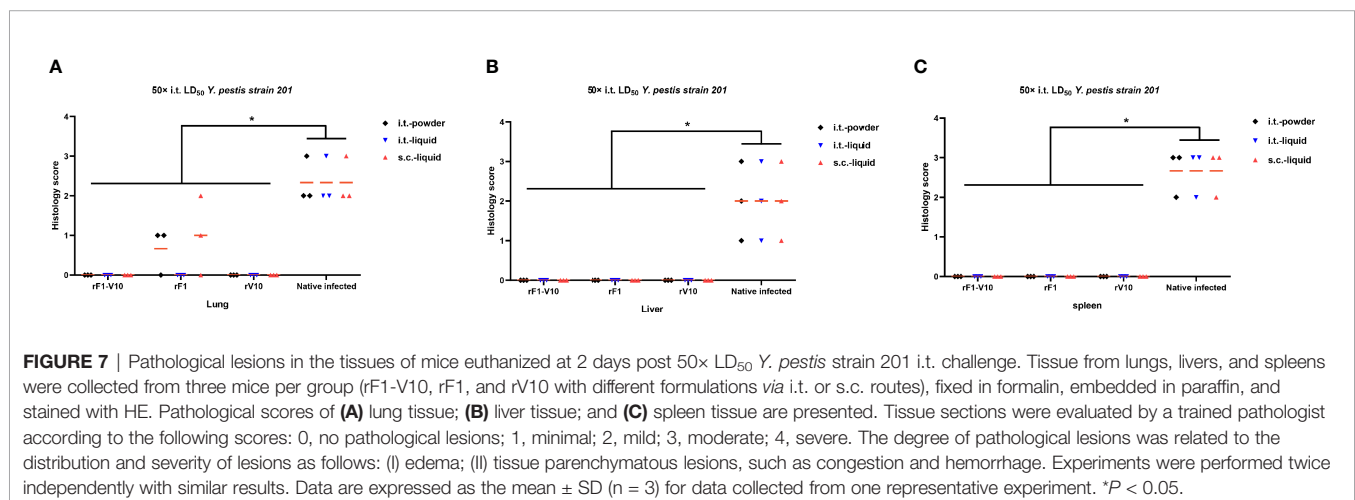 A
50× i.t. LD50 Y. pestis strain 201
Histology score
4
3
2
1
0
*
i.t.-powder
i.t.-liquid
s.c.-liquid
rF1-V10
rF1
rV10
Native infected
Lung
B
50× i.t. LD50 Y. pestis strain 201
Histology score
4
3
2
1
0
*
i.t.-powder
i.t.-liquid
s.c.-liquid
rF1-V10
rF1
rV10
Native infected
Liver
C
50× i.t. LD50 Y. pestis strain 201
Histology score
4
3
2
1
0
*
i.t.-powder
i.t.-liquid
s.c.-liquid
rF1-V10
rF1
rV10
Native infected
spleen
FIGURE 7 | Pathological lesions in the tissues of mice euthanized at 2 days post 50× LD50 Y. pestis strain 201 i.t. challenge. Tissue from lungs, livers, and spleens
were collected from three mice per group (rF1-V10, rF1, and rV10 with different formulations via i.t. or s.c. routes), fixed in formalin, embedded in paraffin, and
stained with HE. Pathological scores of (A) lung tissue; (B) liver tissue; and (C) spleen tissue are presented. Tissue sections were evaluated by a trained pathologist
according to the following scores: 0, no pathological lesions; 1, minimal; 2, mild; 3, moderate; 4, severe. The degree of pathological lesions was related to the
distribution and severity of lesions as follows: (I) edema; (II) tissue parenchymatous lesions, such as congestion and hemorrhage. Experiments were performed twice
independently with similar results. Data are expressed as the mean ± SD (n = 3) for data collected from one representative experiment. *P < 0.05.